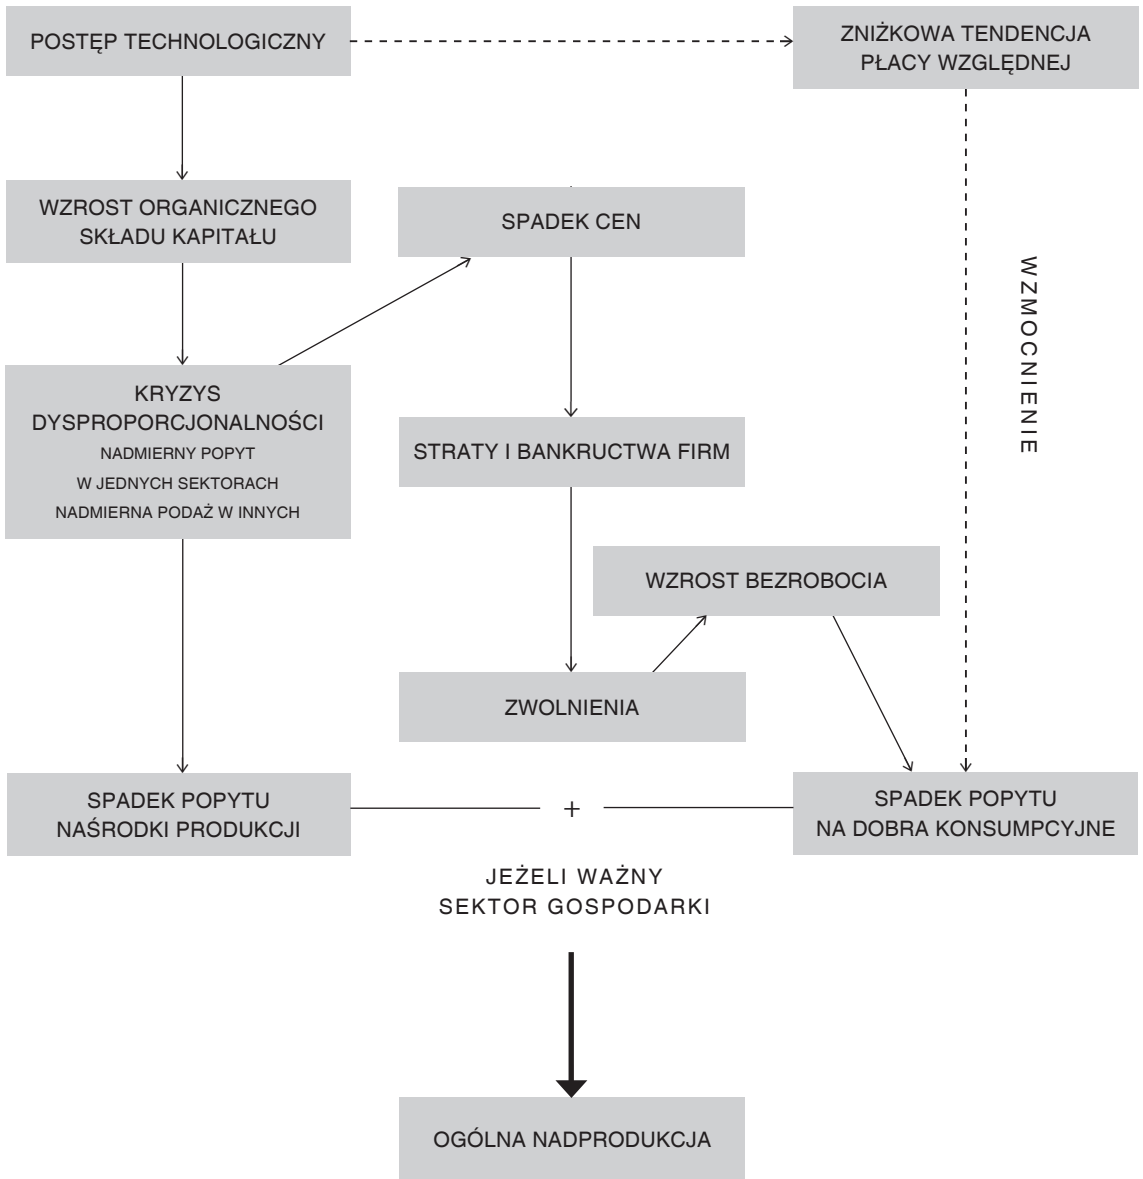 POSTĘP TECHNOLOGICZNY
ZNIŻKOWA TENDENCJA
PŁACY WZGLĘDNEJ
WZROST ORGANICZNEGO
SKŁADU KAPITAŁU
SPADEK CEN
WZMOCNIENIE
KRYZYS
DYSPROPORCJONALNOŚCI
NADMIERNY POPYT
W JEDNYCH SEKTORACH
NADMIERNA PODAŻ W INNYCH
STRATY I BANKRUCTWA FIRM
WZROST BEZROBOCIA
ZWOLNIENIA
SPADEK POPYTU
NAŚRODKI PRODUKCJI
+
SPADEK POPYTU
NA DOBRA KONSUMPCYJNE
JEŻELI WAŻNY
SEKTOR GOSPODARKI
OGÓLNA NADPRODUKCJA